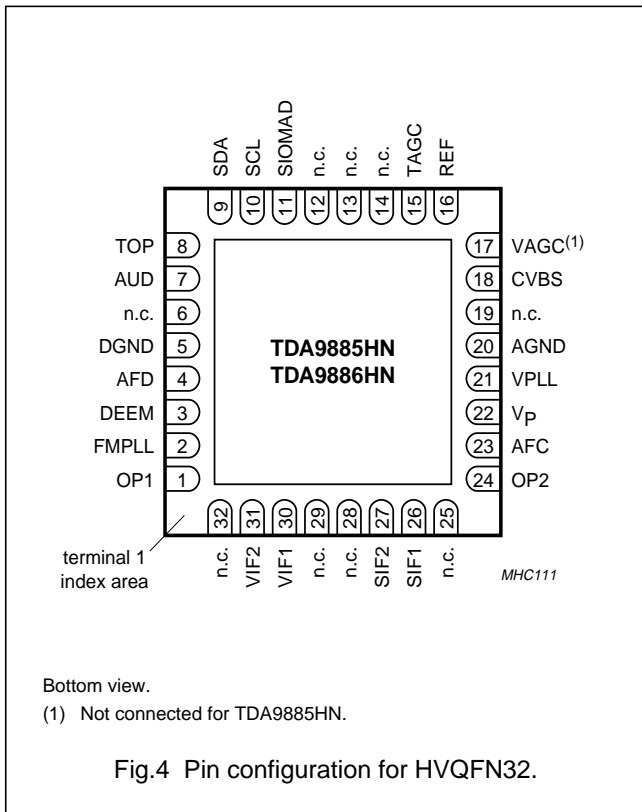 SDA
SCL
SIOMAD
n.c.
n.c.
n.c.
TAGC
REF
9
10
11
12
13
14
15
16
TOP 8
AUD 7
n.c. 6
DGND 5
AFD 4
DEEM 3
FMPLL 2
OP1 1
TDA9885HN
TDA9886HN
17 VAGC(1)
18 CVBS
19 n.c.
20 AGND
21 VPLL
22 VP
23 AFC
24 OP2
32
31
30
29
28
27
26
25
n.c.
VIF2
VIF1
n.c.
n.c.
SIF2
SIF1
n.c.
terminal 1
index area
MHC111
Bottom view.
(1) Not connected for TDA9885HN.
Fig.4 Pin configuration for HVQFN32.